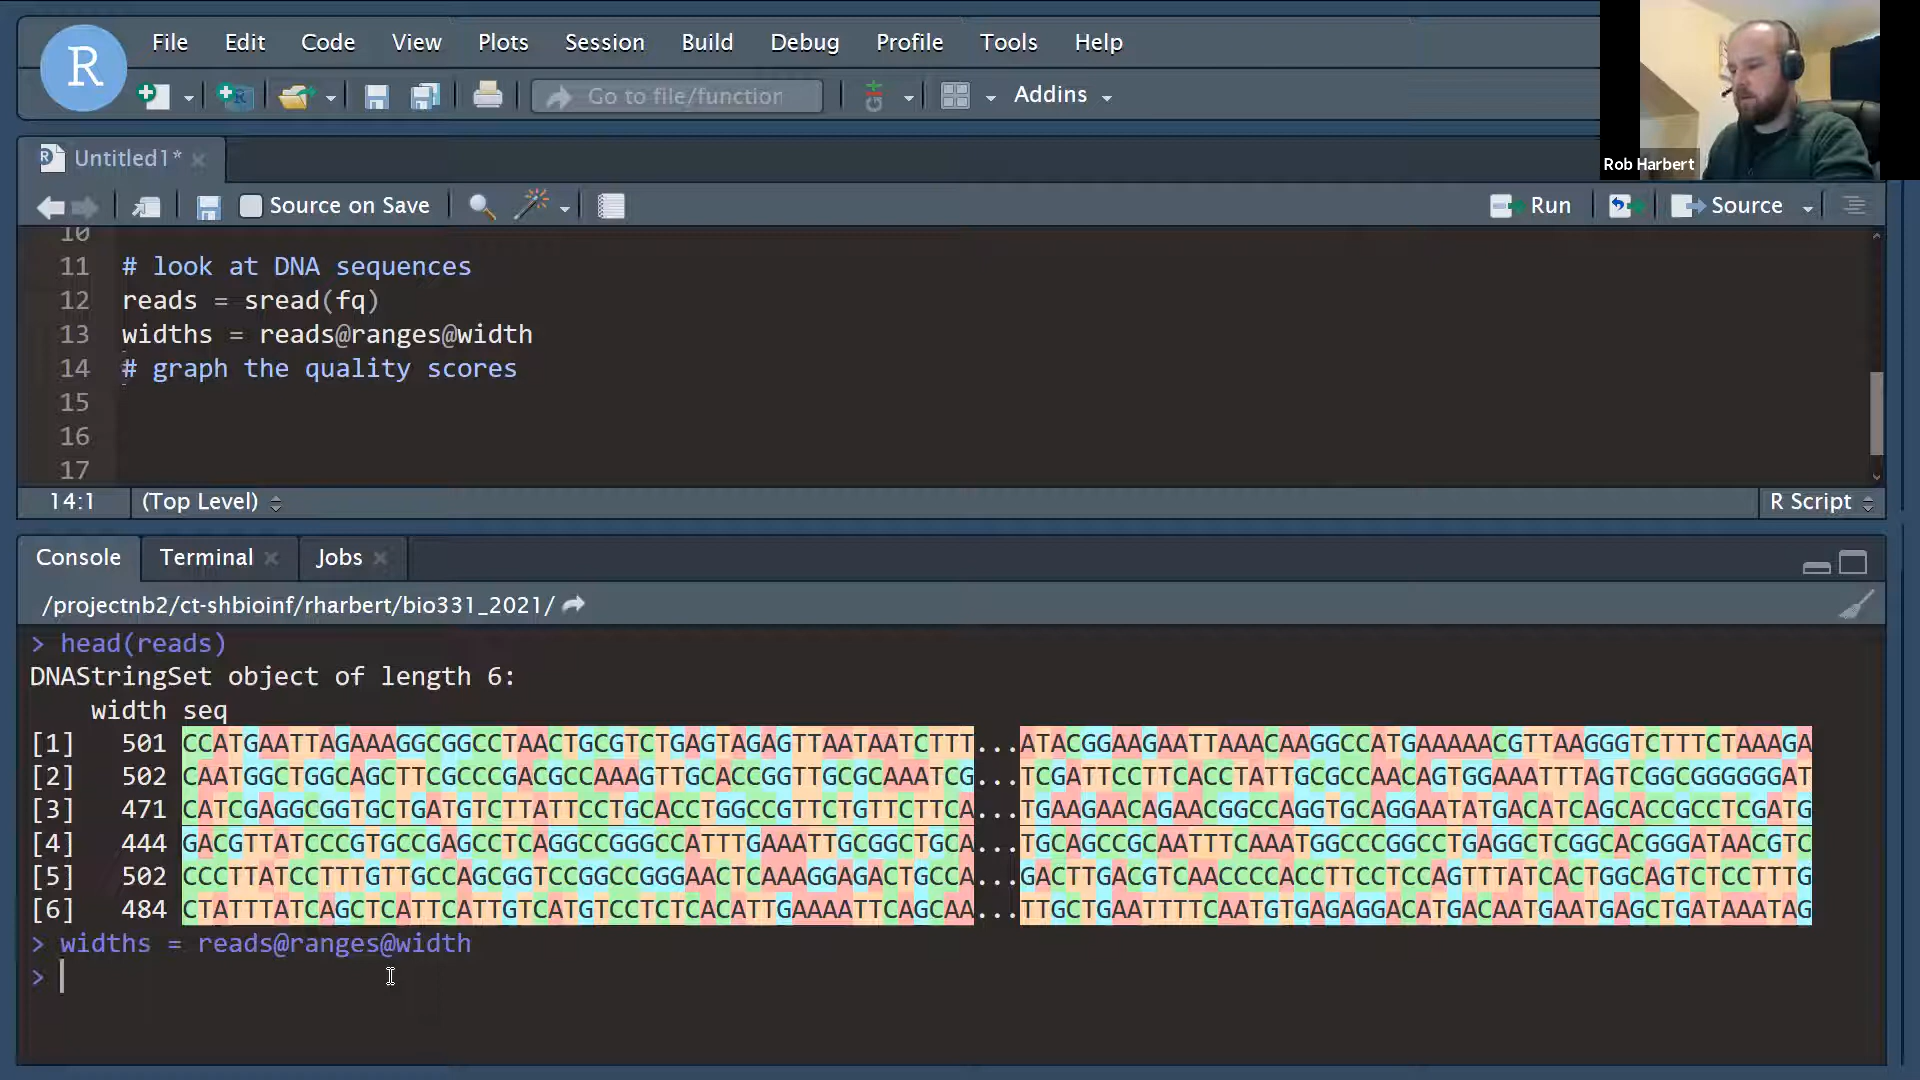 R File Edit Code View Plots Session Build Debug Profile Tools Help
Go to file/function Addins
Rob Harbert
Untitled1*
Source on Save Run Source
10
11 # look at DNA sequences
12 reads = sread(fq)
13 widths = reads@ranges@width
14 # graph the quality scores
15
16
17
14:1 (Top Level) R Script
Console Terminal Jobs
/projectnb2/ct-shbioinf/rharbert/bio331_2021/
> head(reads)
DNAStringSet object of length 6:
width seq
[1] 501 CCATGAATTAGAAAGGCGGCCTAACTGCGTCTGAGTAGAGTTAATAATCTTT...ATACGGAAGAATTAAACAAGGCCATGAAAAACGTTAAGGGTCTTTCTAAAGA
[2] 502 CAATGGCTGGCAGCTTCGCCCGACGCCAAAGTTGCACCGGTTGCGCAAATCG...TCGATTCCTTCACCTATTGCGCCAACAGTGGAAATTTAGTCGGCGGGGGGAT
[3] 471 CATCGAGGCGGTGCTGATGTCTTATTCCTGCACCTGGCCGTTCTGTTCTTCA...TGAAGAACAGAACGGCCAGGTGCAGGAATATGACATCAGCACCGCCTCGATG
[4] 444 GACGTTATCCCGTGCCGAGCCTCAGGCCGGGCCATTTGAAATTGCGGCTGCA...TGCAGCCGCAATTTCAAATGGCCCGGCCTGAGGCTCGGCACGGGATAACGTC
[5] 502 CCCTTATCCTTTGTTGCCAGCGGTCCGGCCGGGAACTCAAAGGAGACTGCCA...GACTTGACGTCAACCCCACCTTCCTCCAGTTTATCACTGGCAGTCTCCTTTG
[6] 484 CTATTTATCAGCTCATTCATTGTCATGTCCTCTCACATTGAAAATTCAGCAA...TTGCTGAATTTTCAATGTGAGAGGACATGACAATGAATGAGCTGATAAATAG
> widths = reads@ranges@width
>